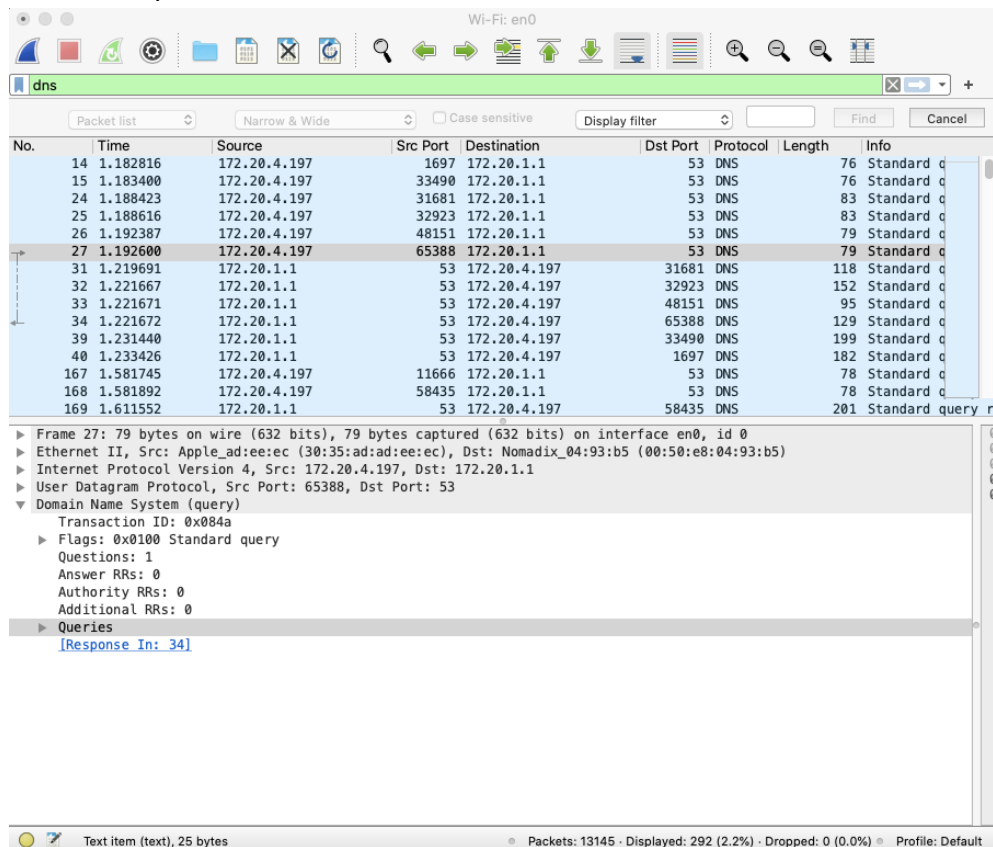 Wi-Fi: en0
dns
+
Packet list Narrow & Wide Case sensitive Display filter Find Cancel
No. Time Source Src Port Destination Dst Port Protocol Length Info
14 1.182816 172.20.4.197 1697 172.20.1.1 53 DNS 76 Standard q
15 1.183400 172.20.4.197 33490 172.20.1.1 53 DNS 76 Standard q
24 1.188423 172.20.4.197 31681 172.20.1.1 53 DNS 83 Standard q
25 1.188616 172.20.4.197 32923 172.20.1.1 53 DNS 83 Standard q
26 1.192387 172.20.4.197 48151 172.20.1.1 53 DNS 79 Standard q
27 1.192600 172.20.4.197 65388 172.20.1.1 53 DNS 79 Standard q
31 1.219691 172.20.1.1 53 172.20.4.197 31681 DNS 118 Standard q
32 1.221667 172.20.1.1 53 172.20.4.197 32923 DNS 152 Standard q
33 1.221671 172.20.1.1 53 172.20.4.197 48151 DNS 95 Standard q
34 1.221672 172.20.1.1 53 172.20.4.197 65388 DNS 129 Standard q
39 1.231440 172.20.1.1 53 172.20.4.197 33490 DNS 199 Standard q
40 1.233426 172.20.1.1 53 172.20.4.197 1697 DNS 182 Standard q
167 1.581745 172.20.4.197 11666 172.20.1.1 53 DNS 78 Standard q
168 1.581892 172.20.4.197 58435 172.20.1.1 53 DNS 78 Standard q
169 1.611552 172.20.1.1 53 172.20.4.197 58435 DNS 201 Standard query r
Frame 27: 79 bytes on wire (632 bits), 79 bytes captured (632 bits) on interface en0, id 0
Ethernet II, Src: Apple_ad:ee:ec (30:35:ad:ad:ee:ec), Dst: Nomadix_04:93:b5 (00:50:e8:04:93:b5)
Internet Protocol Version 4, Src: 172.20.4.197, Dst: 172.20.1.1
User Datagram Protocol, Src Port: 65388, Dst Port: 53
Domain Name System (query)
Transaction ID: 0x084a
Flags: 0x0100 Standard query
Questions: 1
Answer RRs: 0
Authority RRs: 0
Additional RRs: 0
Queries
[Response In: 34]
Text item (text), 25 bytes Packets: 13145 · Displayed: 292 (2.2%) · Dropped: 0 (0.0%) Profile: Default